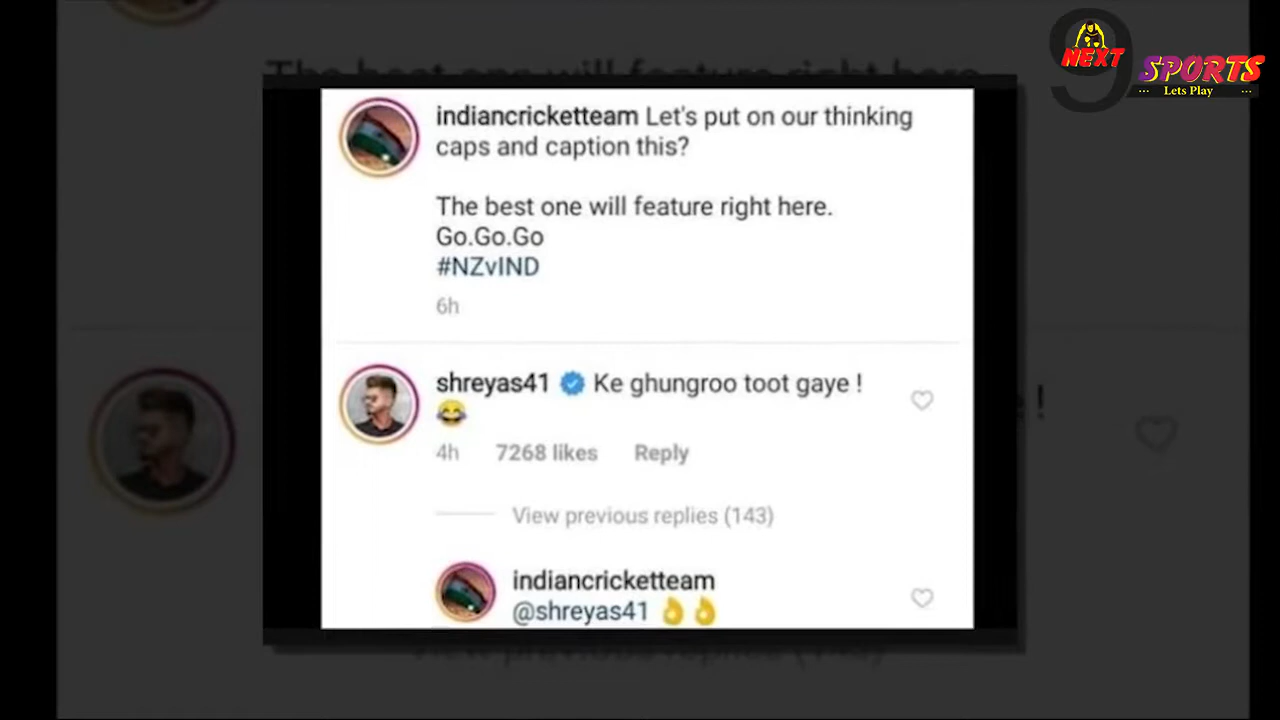 9
NEXT
SPORTS
Lets Play
indiancricketteam Let's put on our thinking
caps and caption this?
The best one will feature right here.
Go.Go.Go
#NZvIND
6h
shreyas41 Ke ghungroo toot gaye !
😂
4h 7268 likes Reply
View previous replies (143)
indiancricketteam
@shreyas41 👌👌